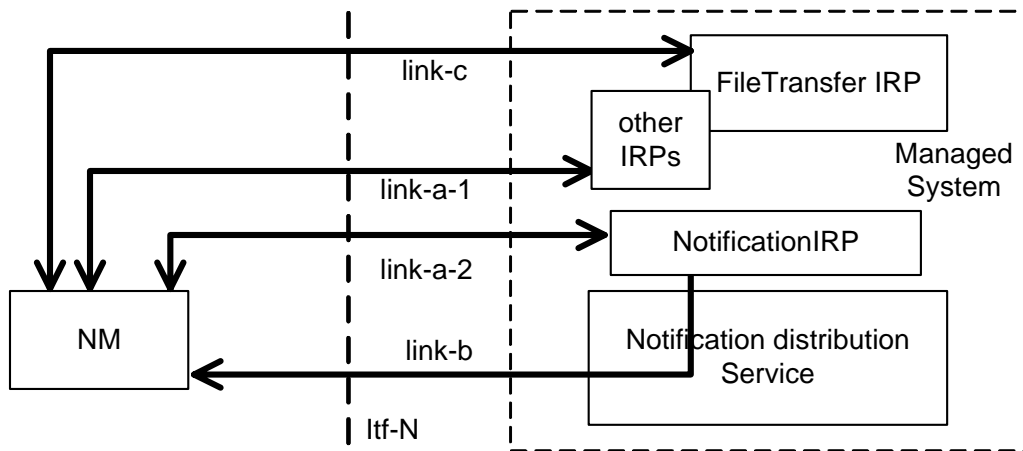 link-c
FileTransfer IRP
other
IRPs
Managed
System
link-a-1
NotificationIRP
link-a-2
NM
link-b
Notification distribution
Service
Itf-N